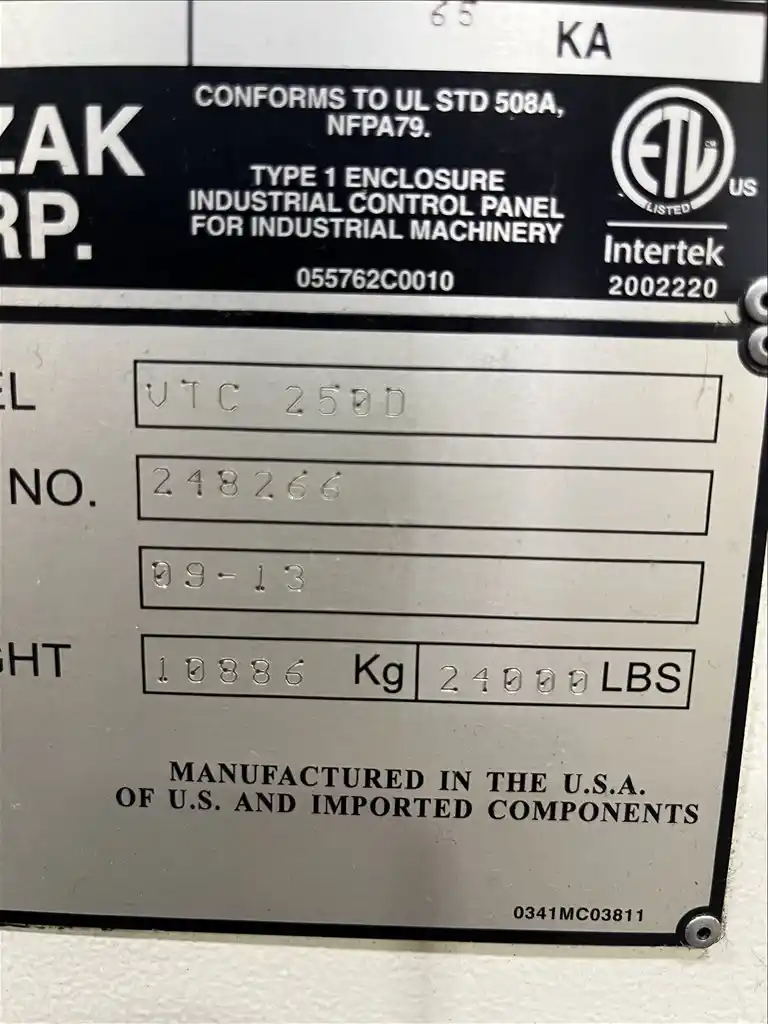 65 KA
ZAK
RP.
CONFORMS TO UL STD 508A,
NFPA79.
TYPE 1 ENCLOSURE
INDUSTRIAL CONTROL PANEL
FOR INDUSTRIAL MACHINERY
055762C0010
ETL CM
LISTED
US
Intertek
2002220
EL VTC 250D
NO. 248266
09-13
GHT 10886 Kg 24000 LBS
MANUFACTURED IN THE U.S.A.
OF U.S. AND IMPORTED COMPONENTS
0341MC03811